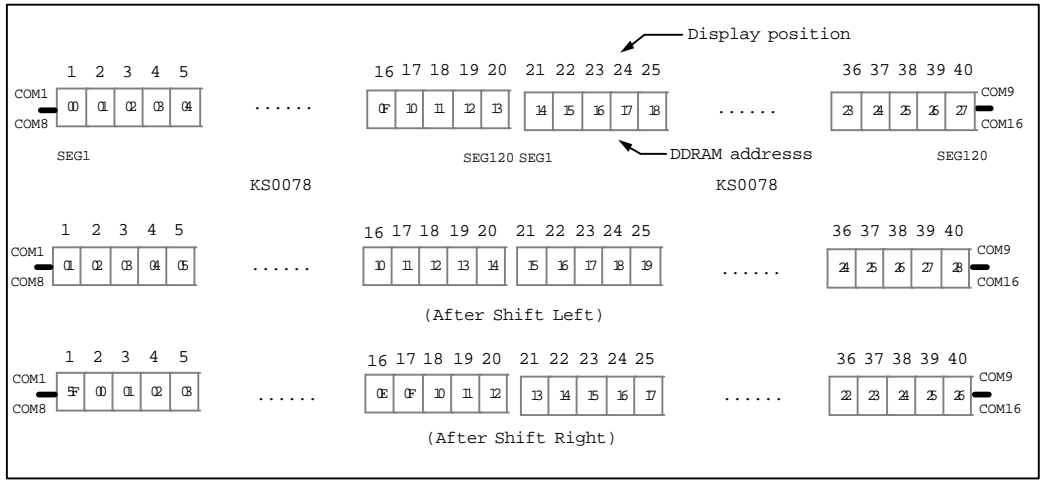 Display position
1 2 3 4 5 16 17 18 19 20 21 22 23 24 25 36 37 38 39 40
COM1 COM9
00 01 02 03 04 ...... 0F 10 11 12 13 14 15 16 17 18 ...... 23 24 25 26 27
COM8 COM16
SEG1 SEG120 SEG1 DDRAM addresss SEG120
KS0078 KS0078
1 2 3 4 5 16 17 18 19 20 21 22 23 24 25 36 37 38 39 40
COM1 COM9
01 02 03 04 05 ...... 10 11 12 13 14 15 16 17 18 19 ...... 24 25 26 27 28
COM8 COM16
(After Shift Left)
1 2 3 4 5 16 17 18 19 20 21 22 23 24 25 36 37 38 39 40
COM1 COM9
5F 00 01 02 03 ...... 0E 0F 10 11 12 13 14 15 16 17 ...... 22 23 24 25 26
COM8 COM16
(After Shift Right)